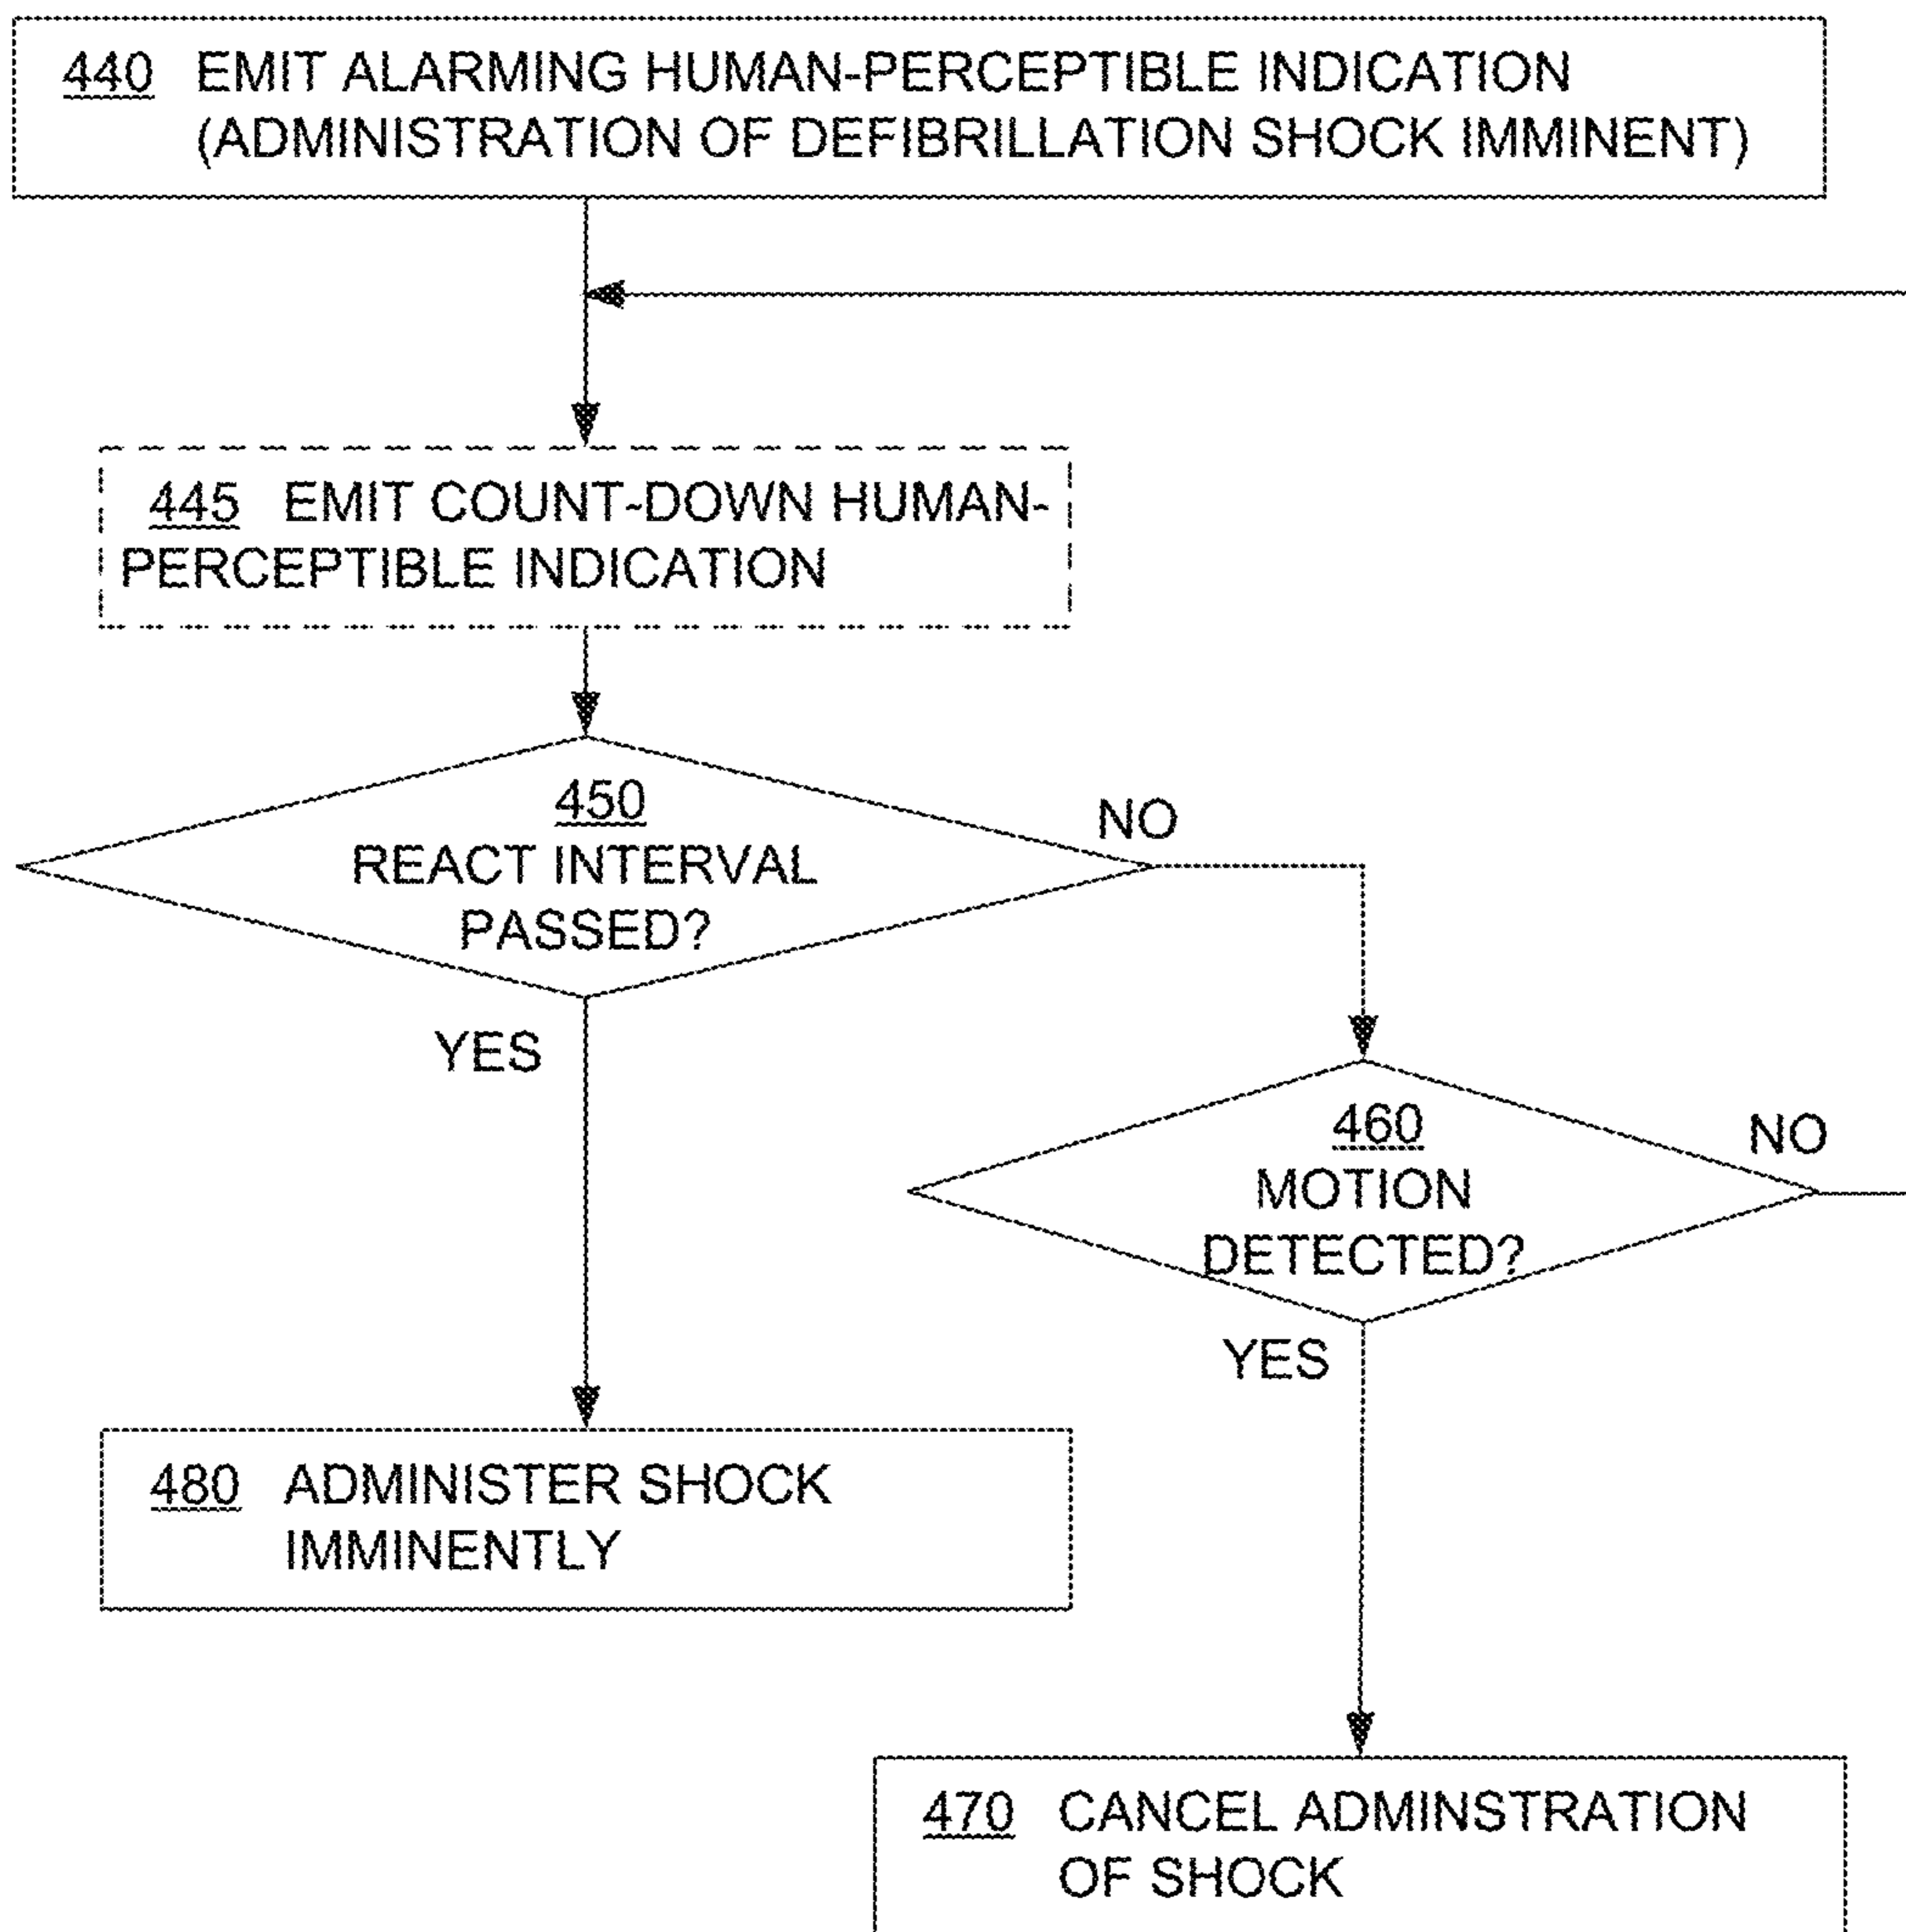 440 EMIT ALARMING HUMAN-PERCEPTIBLE INDICATION
(ADMINISTRATION OF DEFIBRILLATION SHOCK IMMINENT)
445 EMIT COUNT-DOWN HUMAN-
PERCEPTIBLE INDICATION
450
REACT INTERVAL
PASSED?
NO
YES
460
MOTION
DETECTED?
NO
YES
480 ADMINISTER SHOCK
IMMINENTLY
470 CANCEL ADMINSTRATION
OF SHOCK